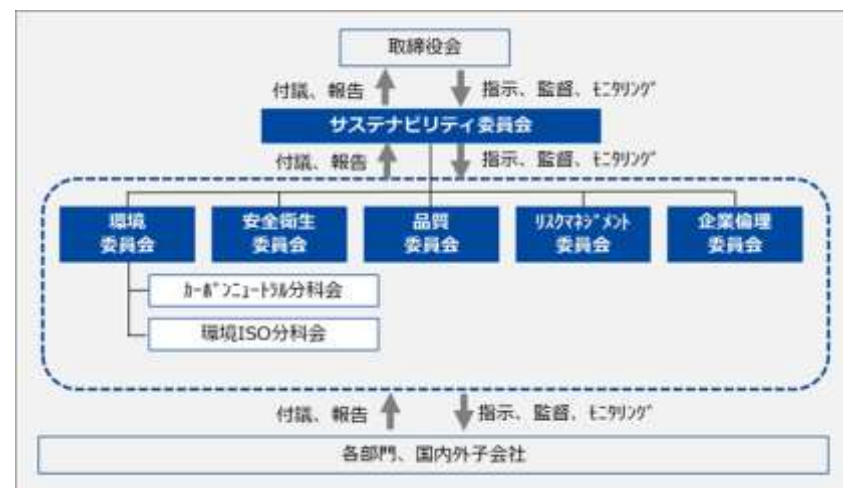 取締役会
付議、報告
指示、監督、ﾓﾆﾀﾘﾝｸﾞ
サステナビリティ委員会
付議、報告
指示、監督、ﾓﾆﾀﾘﾝｸﾞ
環境
委員会
安全衛生
委員会
品質
委員会
ﾘｽｸﾏﾈｼﾞﾒﾝﾄ
委員会
企業倫理
委員会
ｶｰﾎﾞﾝﾆｭｰﾄﾗﾙ分科会
環境ISO分科会
付議、報告
指示、監督、ﾓﾆﾀﾘﾝｸﾞ
各部門、国内外子会社